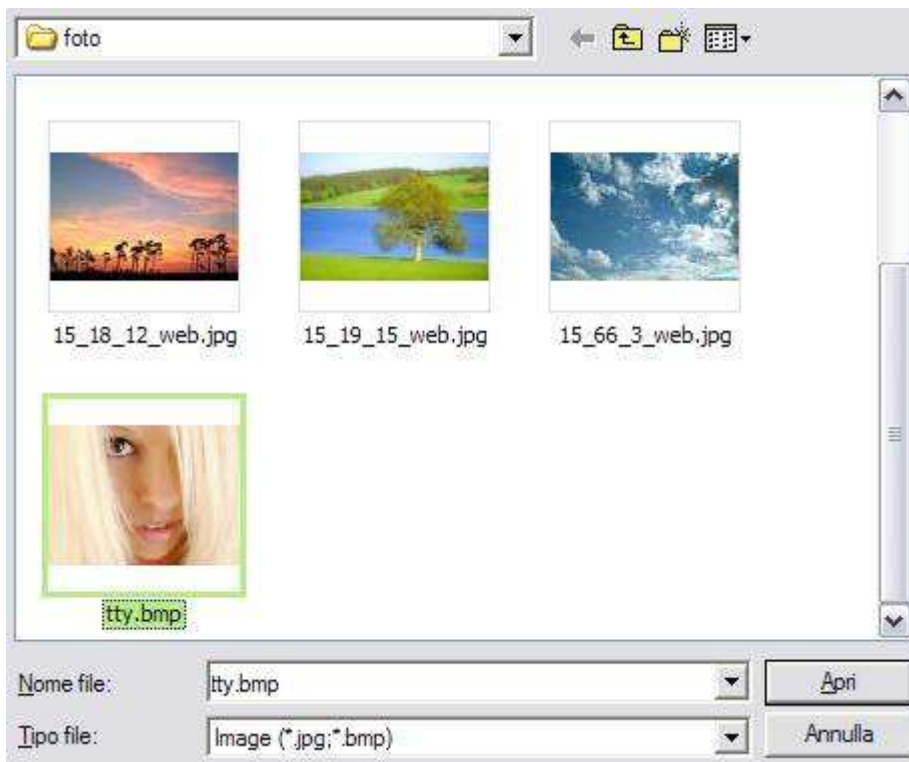 foto
15_18_12_web.jpg
15_19_15_web.jpg
15_66_3_web.jpg
tty.bmp
Nome file:
tty.bmp
Apri
Tipo file:
Image (*.jpg;*.bmp)
Annulla